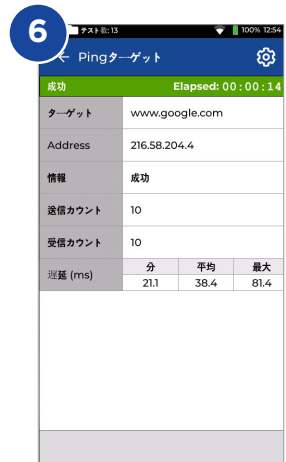 6
テスト数: 13 100% 12:54
← Pingターゲット
成功 Elapsed: 00:00:14
ターゲット www.google.com
Address 216.58.204.4
情報 成功
送信カウント 10
受信カウント 10
遅延 (ms) 分 平均 最大
21.1 38.4 81.4